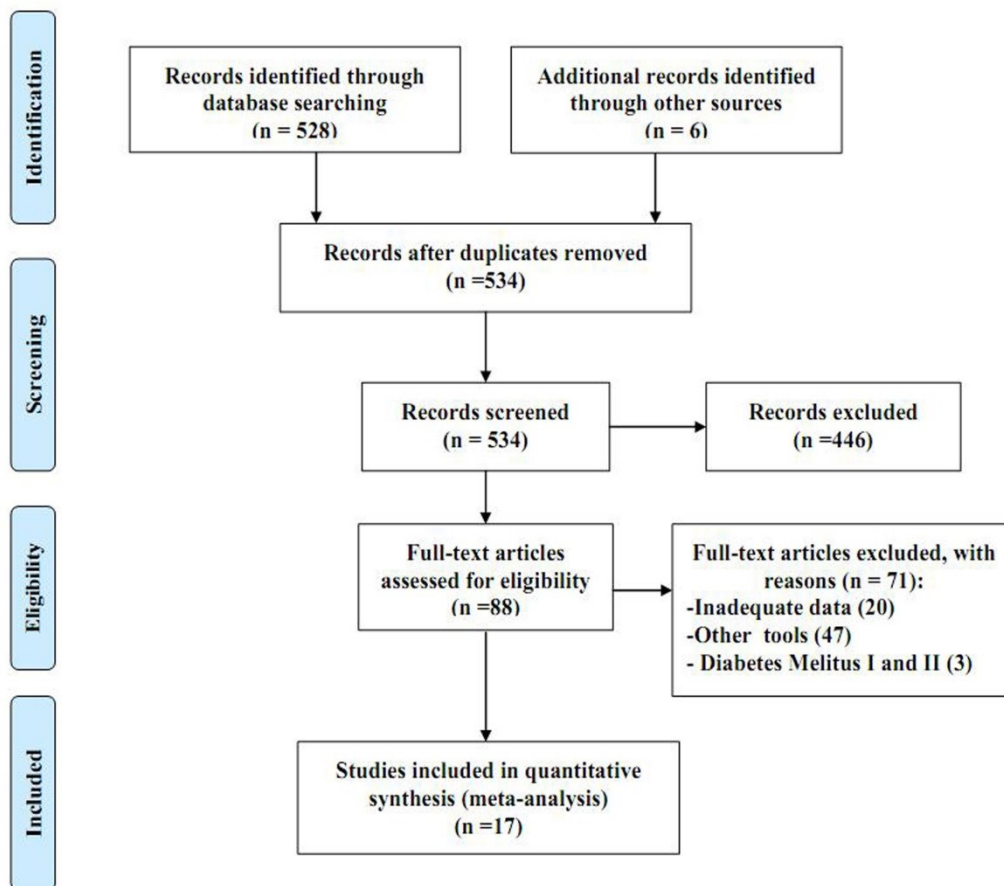 Identification
Records identified through
database searching
(n = 528)
Additional records identified
through other sources
(n = 6)
Records after duplicates removed
(n =534)
Screening
Records screened
(n = 534)
Records excluded
(n =446)
Eligibility
Full-text articles
assessed for eligibility
(n =88)
Full-text articles excluded, with
reasons (n = 71):
-Inadequate data (20)
-Other tools (47)
- Diabetes Melitus I and II (3)
Included
Studies included in quantitative
synthesis (meta-analysis)
(n =17)